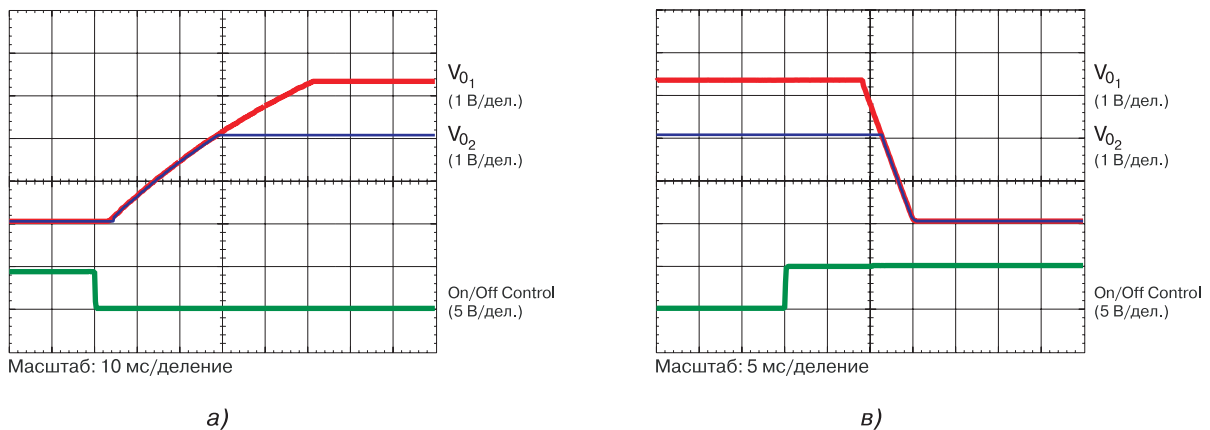 V01
(1 В/дел.)
V02
(1 В/дел.)
On/Off Control
(5 В/дел.)
Масштаб: 10 мс/деление
а)
V01
(1 В/дел.)
V02
(1 В/дел.)
On/Off Control
(5 В/дел.)
Масштаб: 5 мс/деление
в)